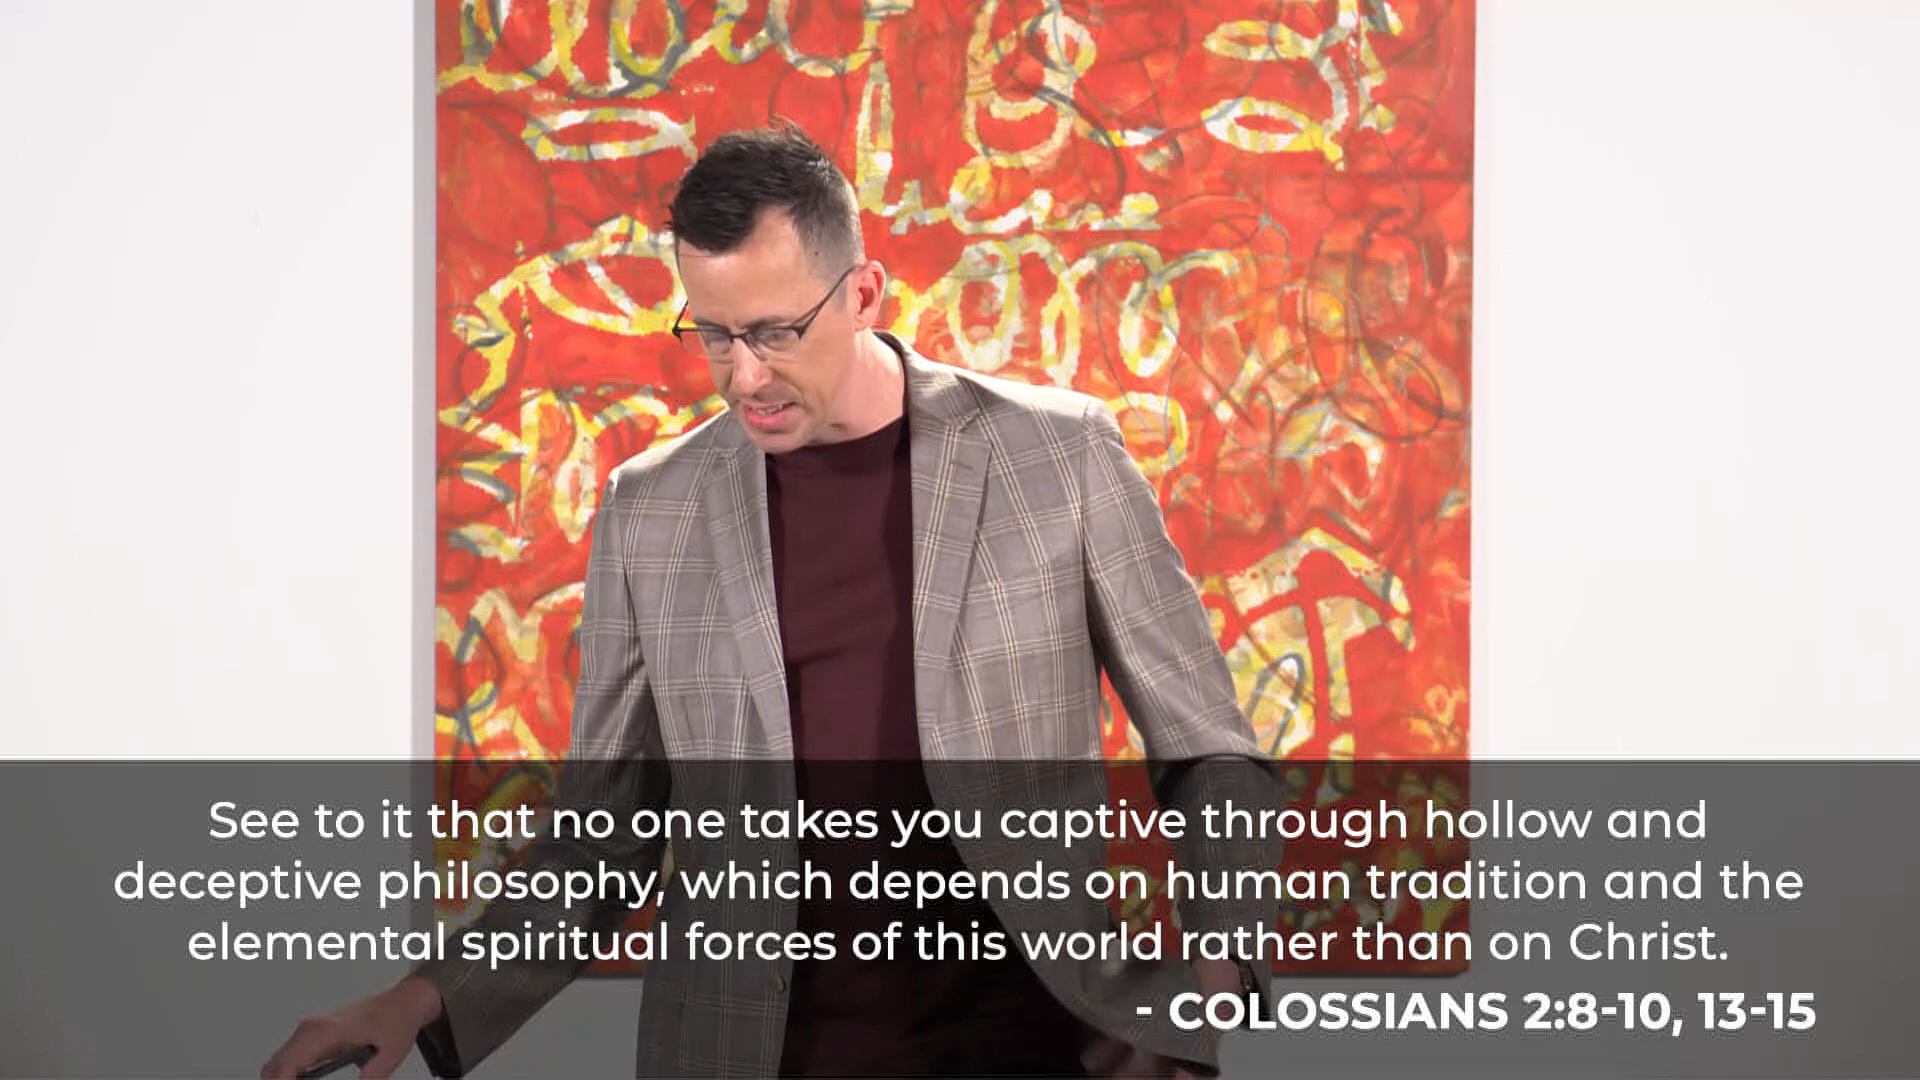 See to it that no one takes you captive through hollow and
deceptive philosophy, which depends on human tradition and the
elemental spiritual forces of this world rather than on Christ.
- COLOSSIANS 2:8-10, 13-15